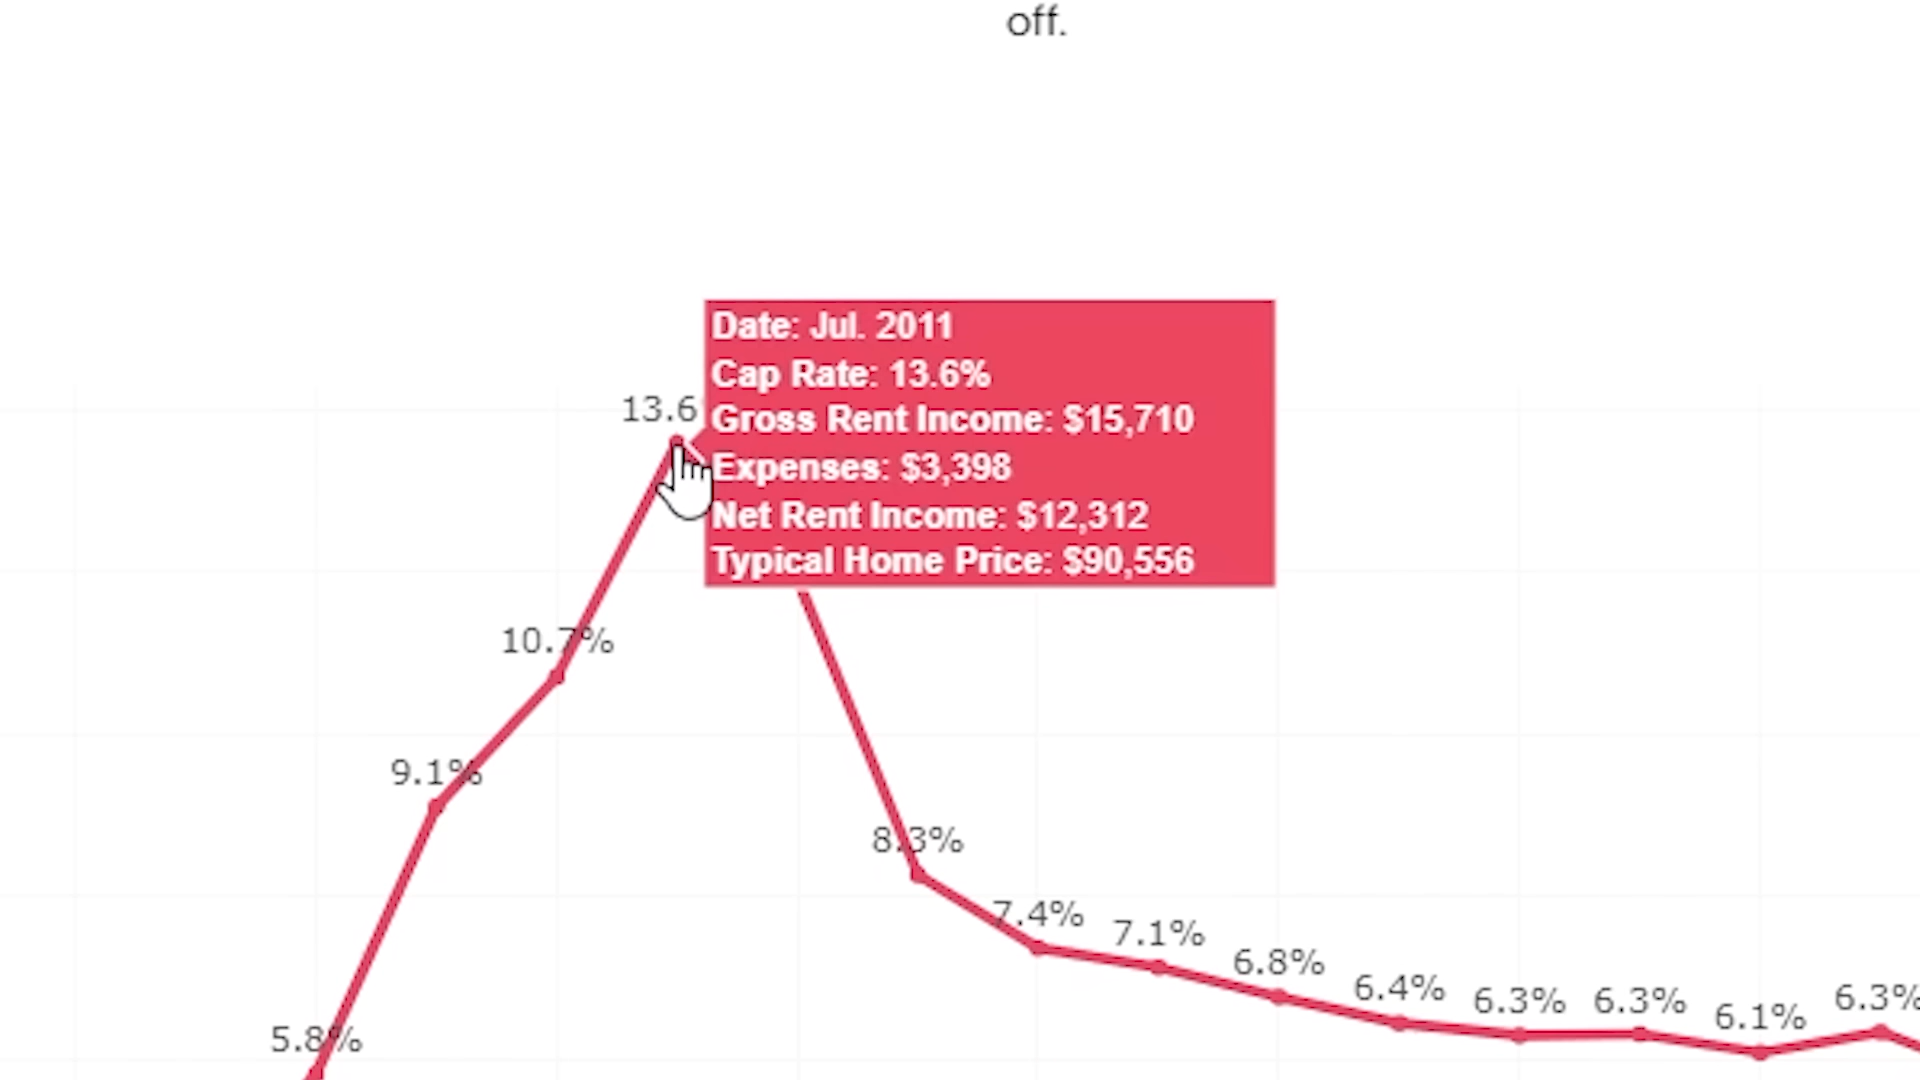 off.
Date: Jul. 2011
Cap Rate: 13.6%
13.6
Gross Rent Income: $15,710
Expenses: $3,398
Net Rent Income: $12,312
Typical Home Price: $90,556
10.7%
9.1%
8.3%
7.4%
7.1%
6.8%
6.4%
6.3%
6.3%
6.1%
6.3%
5.8%